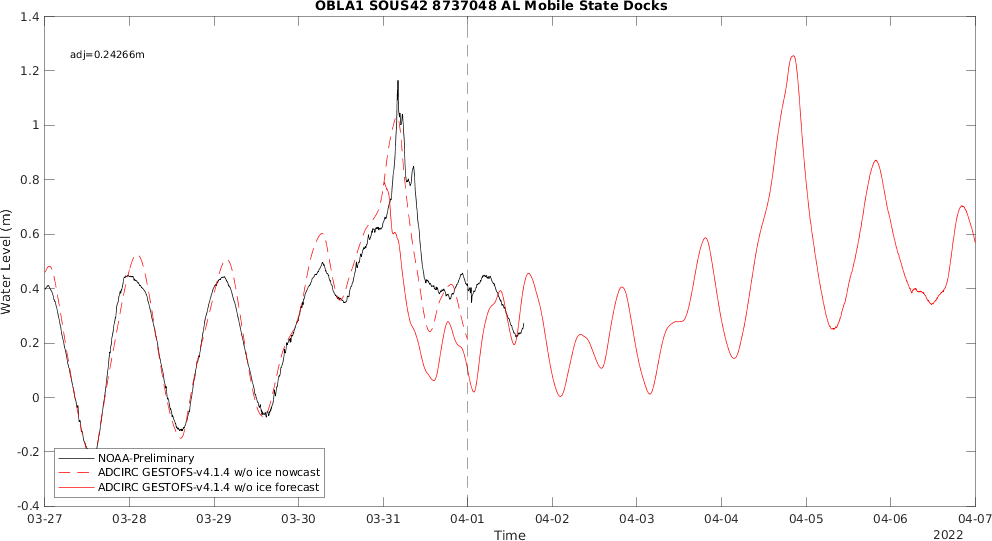 OBLA1 SOUS42 8737048 AL Mobile State Docks
adj=0.24266m
1.4
1.2
1
0.8
0.6
0.4
0.2
0
-0.2
-0.4
Water Level (m)
NOAA-Preliminary
ADCIRC GESTOFS-v4.1.4 w/o ice nowcast
ADCIRC GESTOFS-v4.1.4 w/o ice forecast
03-27 03-28 03-29 03-30 03-31 04-01 04-02 04-03 04-04 04-05 04-06 04-07
Time
2022